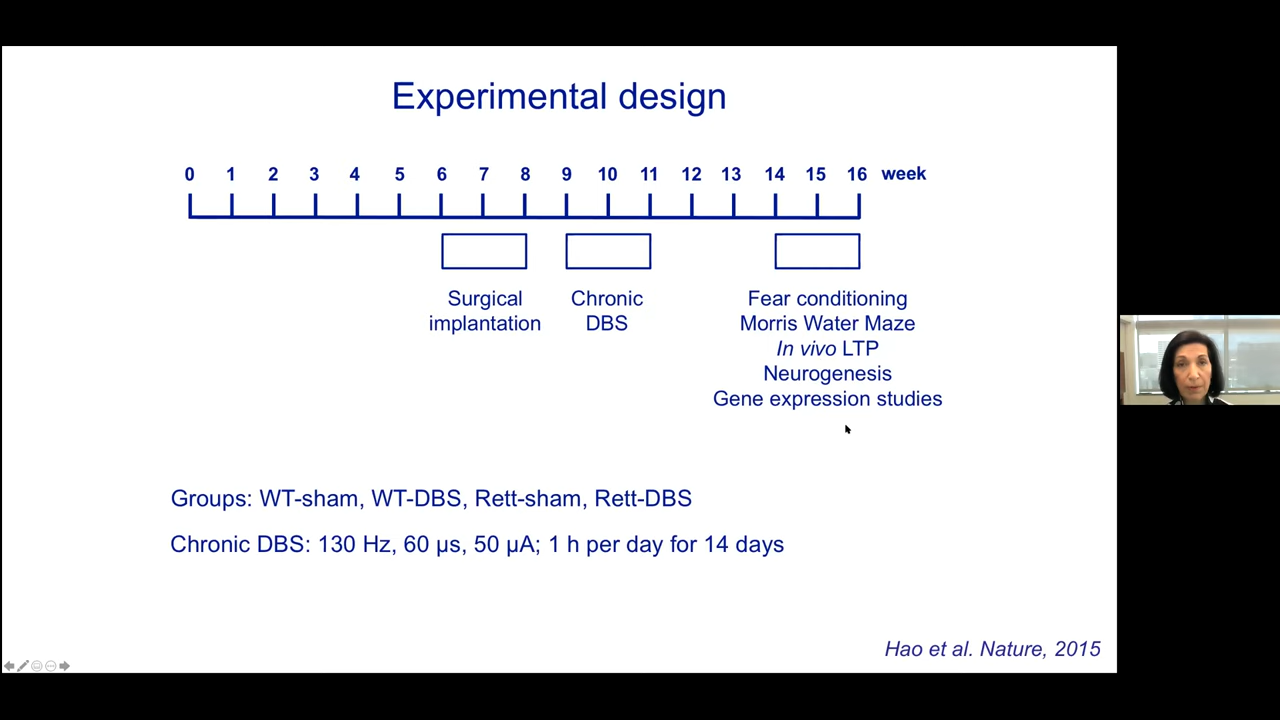 Experimental design
0 1 2 3 4 5 6 7 8 9 10 11 12 13 14 15 16 week
Surgical
implantation
Chronic
DBS
Fear conditioning
Morris Water Maze
In vivo LTP
Neurogenesis
Gene expression studies
Groups: WT-sham, WT-DBS, Rett-sham, Rett-DBS
Chronic DBS: 130 Hz, 60 µs, 50 µA; 1 h per day for 14 days
Hao et al. Nature, 2015